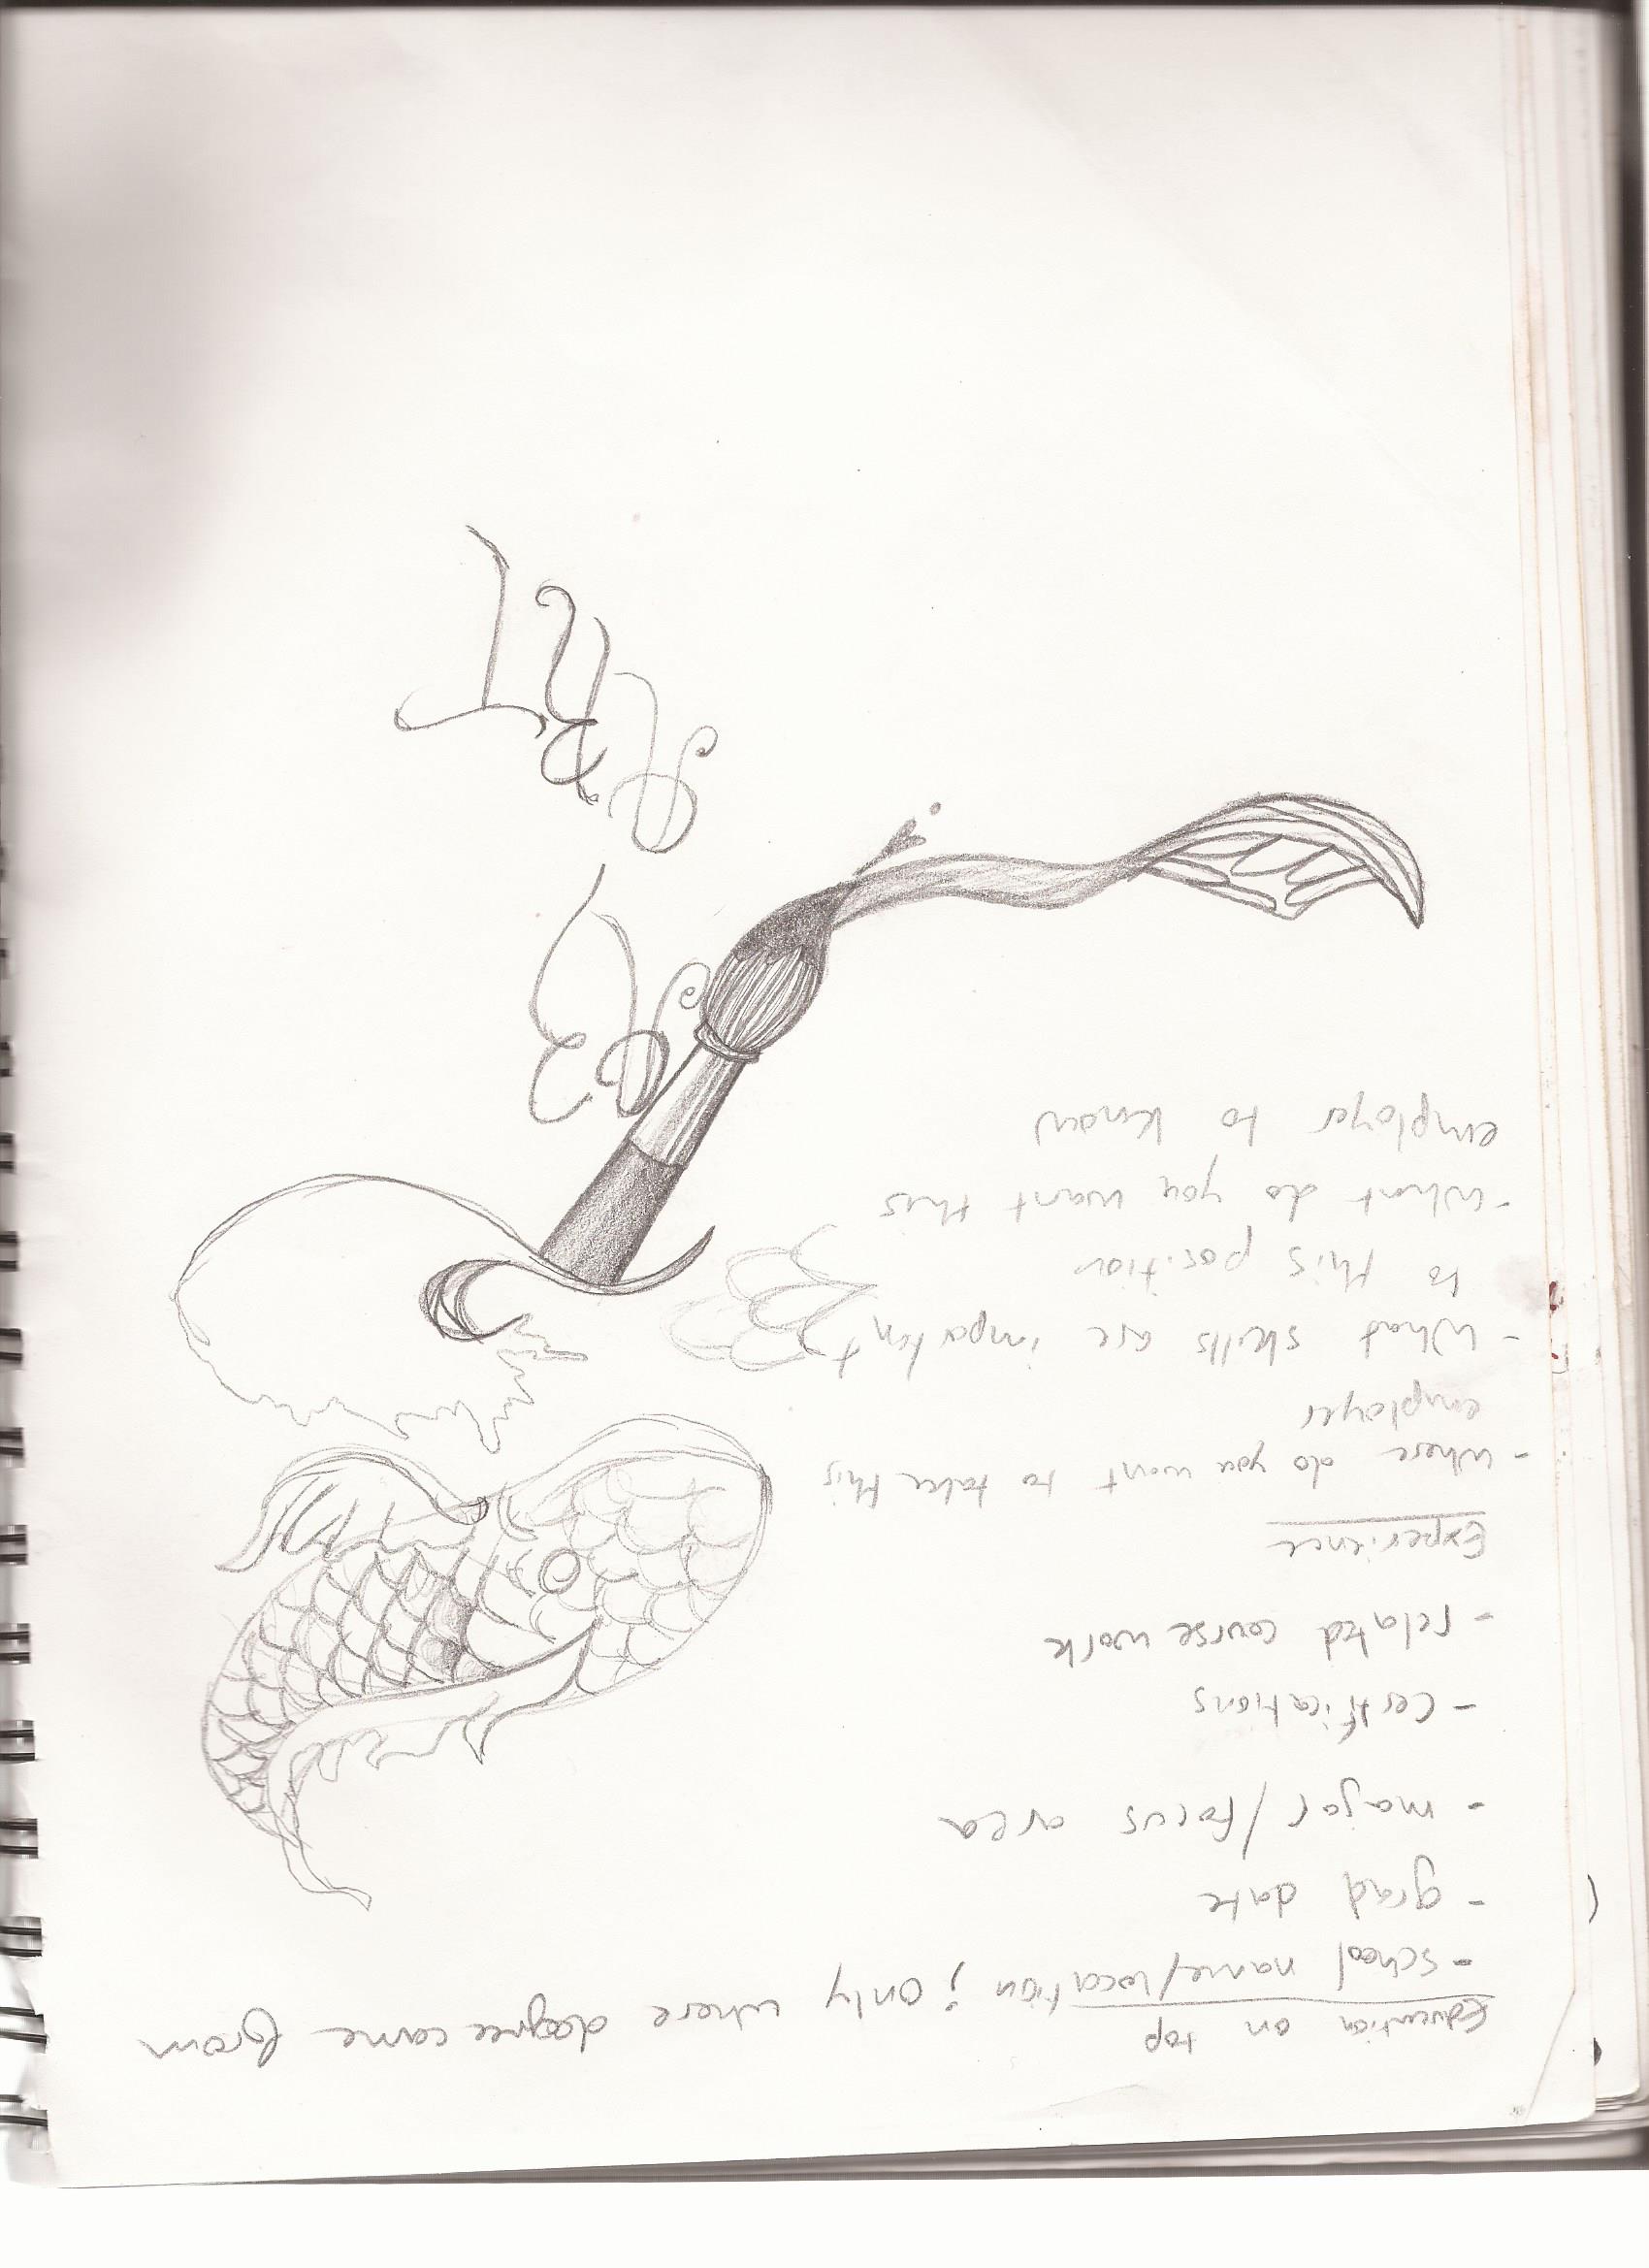 Education on top
- school name/location ; only where degree came from
- grad date
- major/focus area
- certifications
- related course work
Experience
- where do you want to take this
employer
- What skills are important
to this position
- What do you want this
employer to know
ART